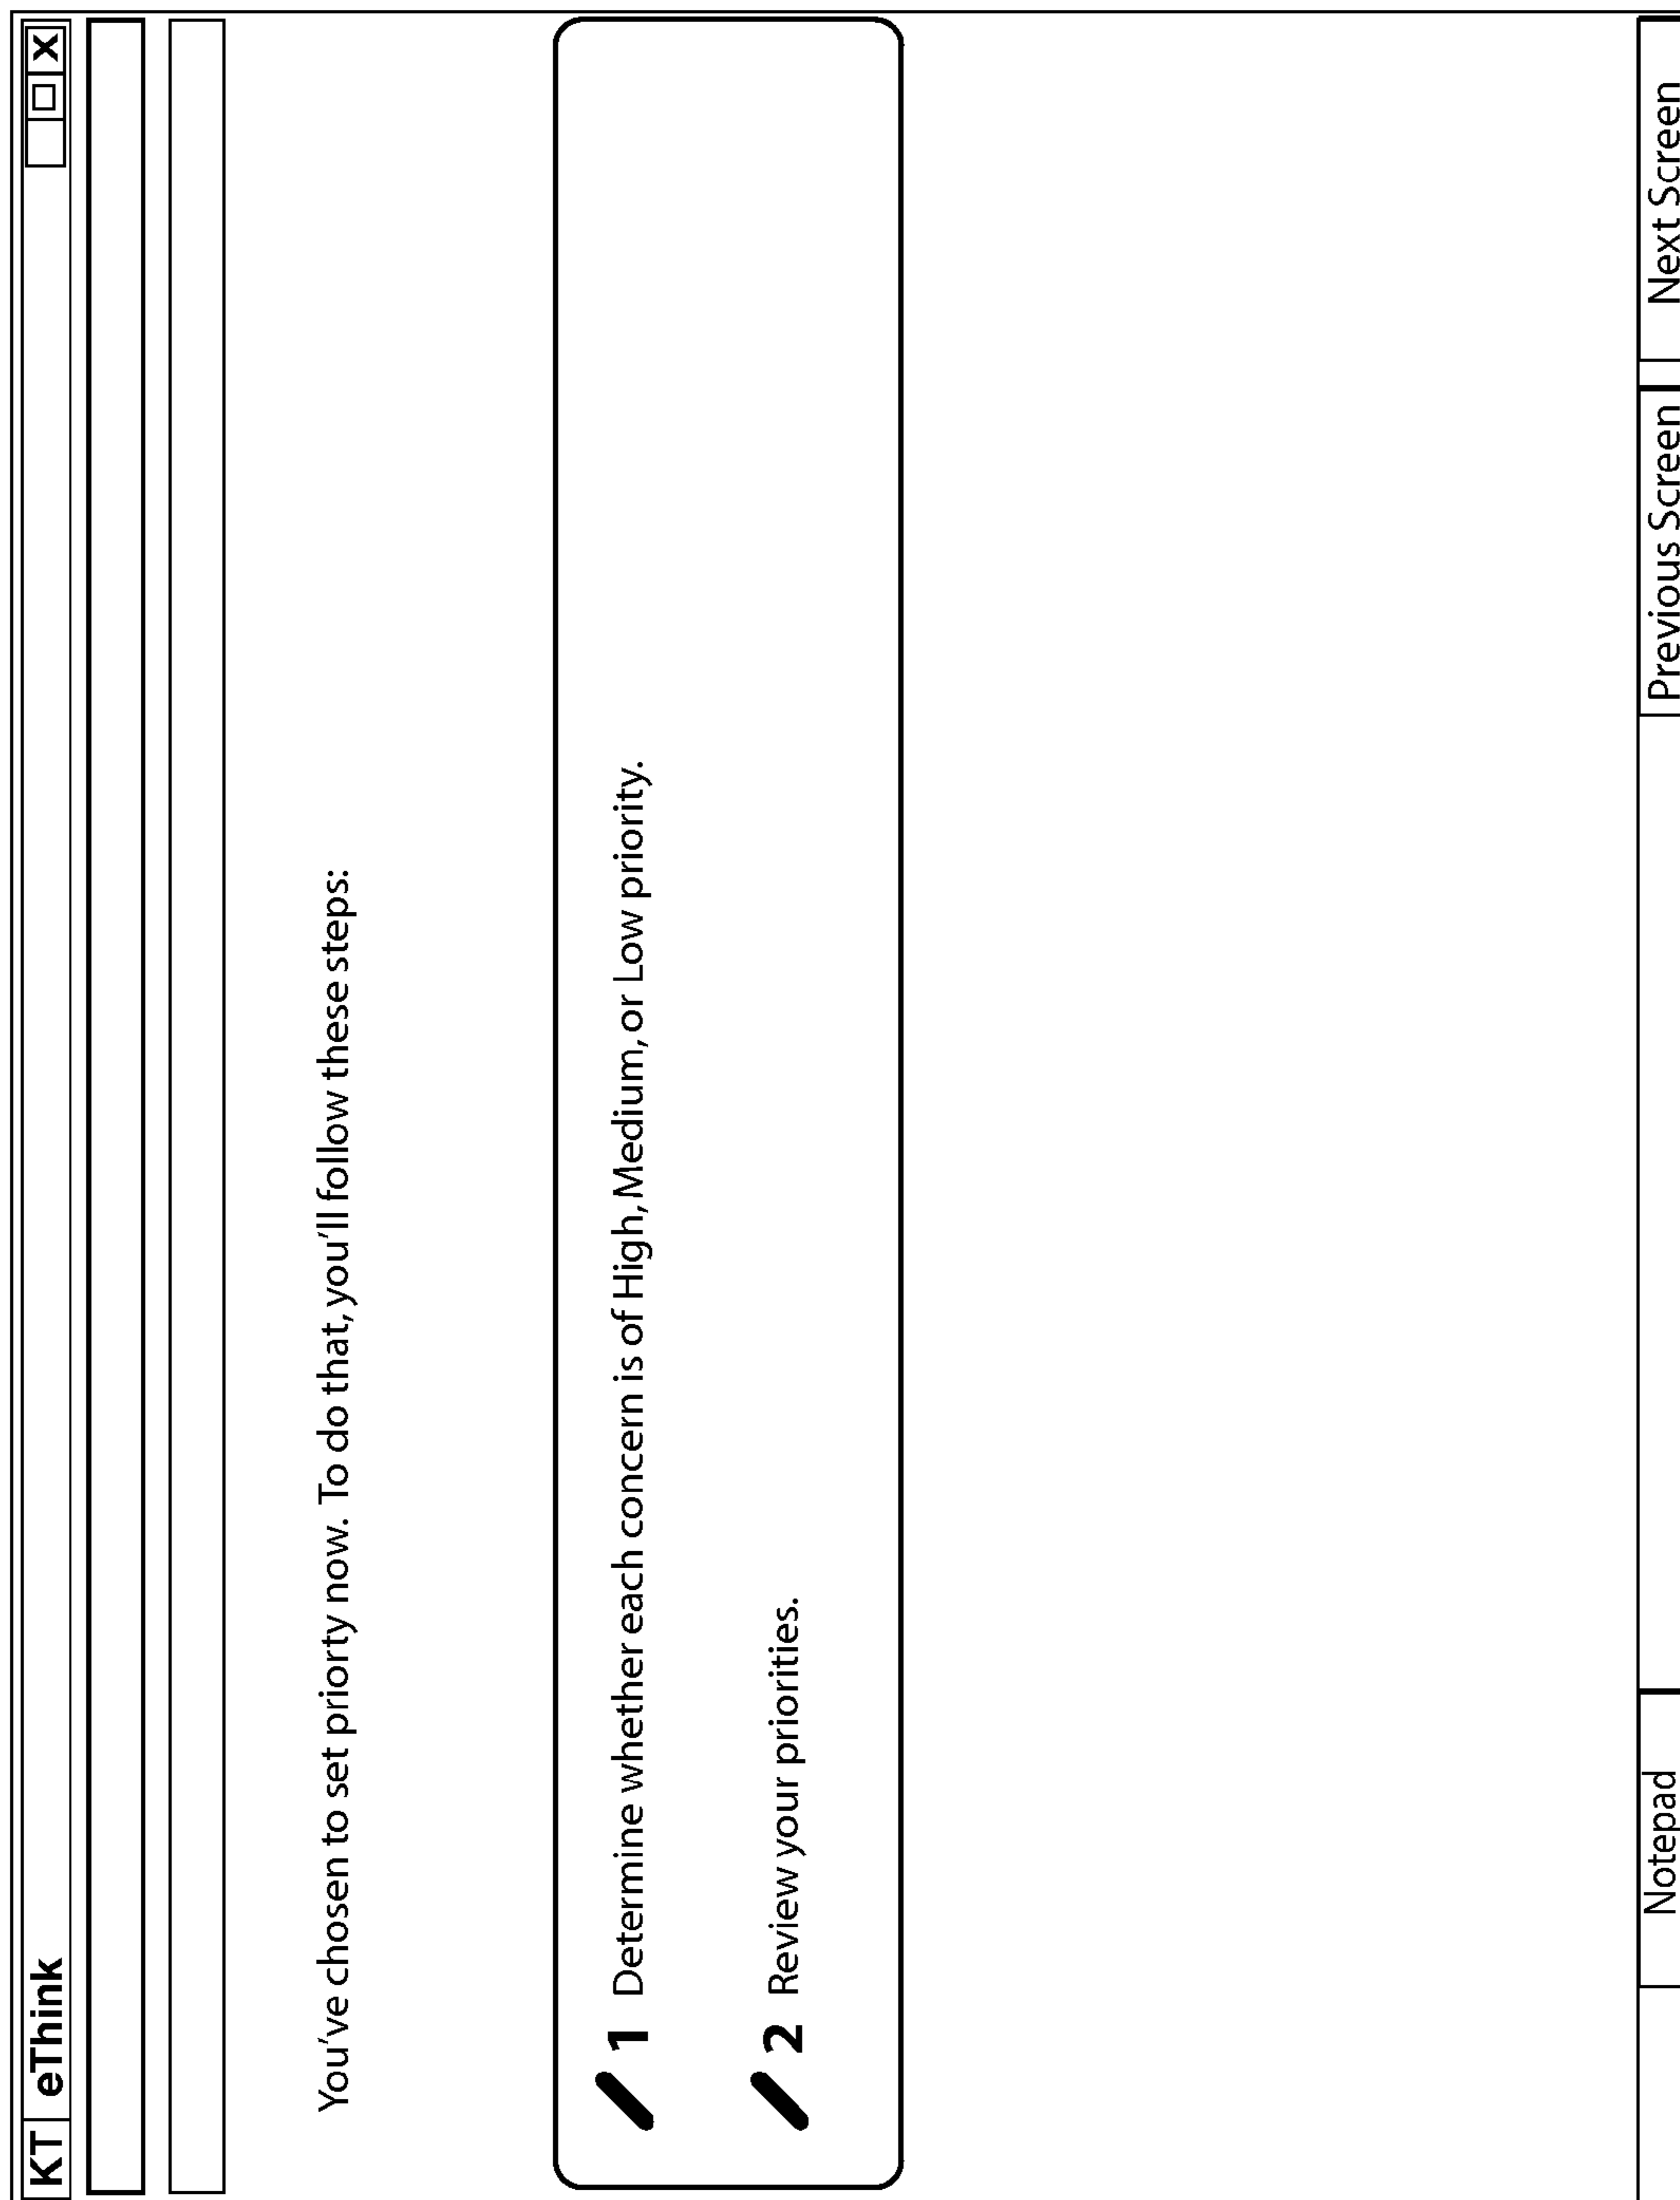 KT eThink X
You've chosen to set priorty now. To do that, you'll follow these steps:
1 Determine whether each concern is of High, Medium, or Low priority.
2 Review your priorities.
Notepad Previous Screen Next Screen